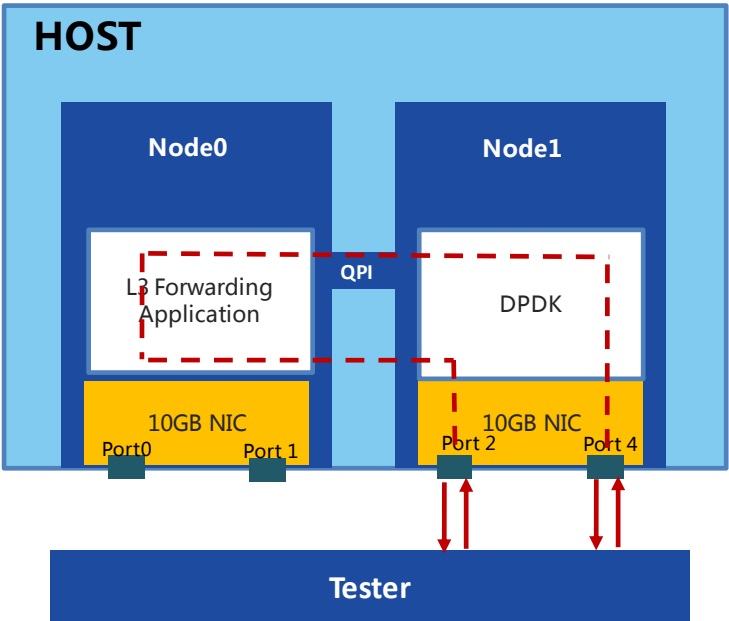 HOST
Node0
Node1
QPI
L3 Forwarding
Application
DPDK
10GB NIC
10GB NIC
Port0
Port 1
Port 2
Port 4
Tester